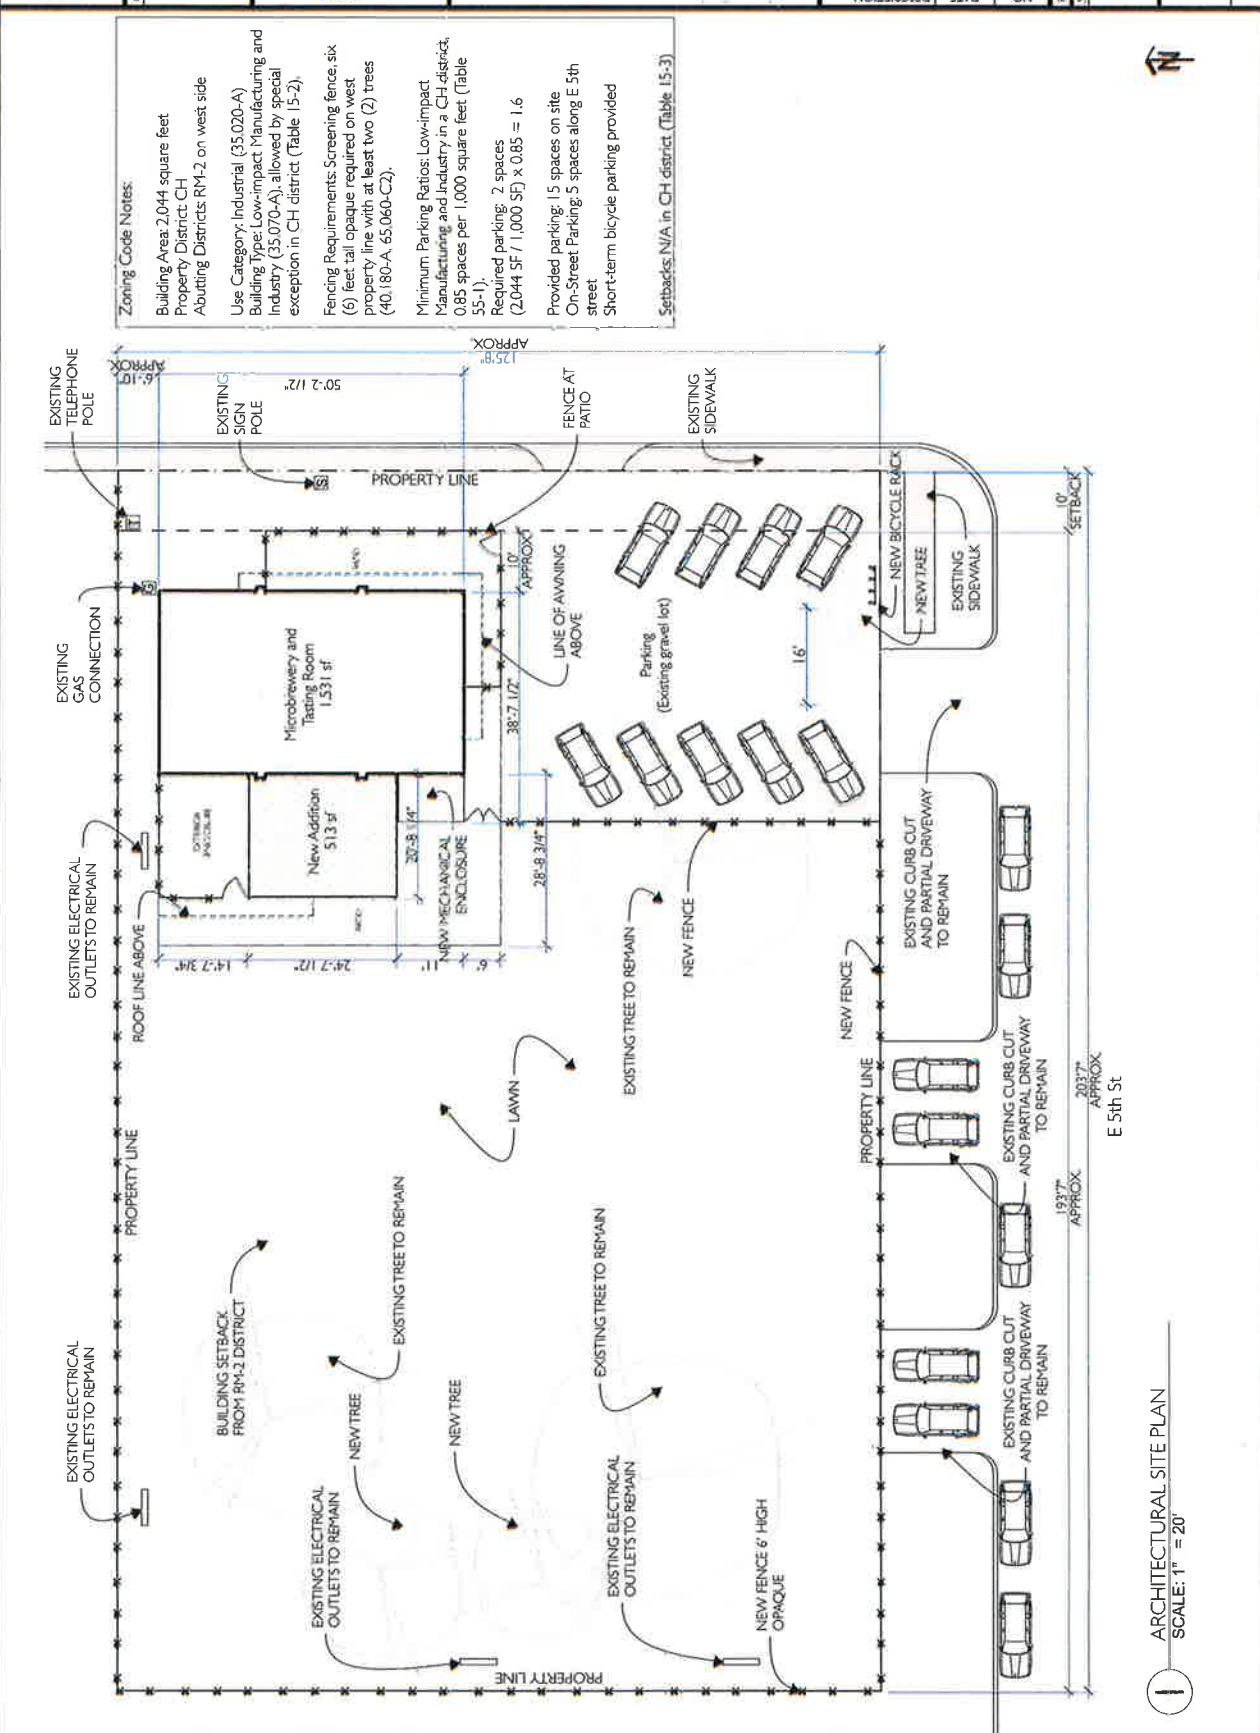 Zoning Code Notes:
Building Area: 2,044 square feet
Property District: CH
Abutting Districts: RM-2 on west side
Use Category: Industrial (35.020-A)
Building Type: Low-impact Manufacturing and
Industry (35.070-A), allowed by special
exception in CH district (Table 15-2).
Fencing Requirements: Screening fence, six
(6) feet tall opaque required on west
property line with at least two (2) trees
(40.180-A, 65.060-C2).
Minimum Parking Ratios: Low-impact
Manufacturing and Industry in a CH district,
0.85 spaces per 1,000 square feet (Table
55-1).
Required parking: 2 spaces
(2,044 SF / 1,000 SF) x 0.85 = 1.6
Provided parking: 15 spaces on site
On-Street Parking: 5 spaces along E 5th
street
Short-term bicycle parking provided
Setbacks: N/A in CH district (Table 15-3)
N
EXISTING
TELEPHONE
POLE
6'-10"
APPROX.
50'-2 1/2"
125'8"
APPROX.
EXISTING
SIGN
POLE
FENCE AT
PATIO
EXISTING
SIDEWALK
T
S
PROPERTY LINE
EXISTING
GAS
CONNECTION
G
Microbrewery and
Tasting Room
1,531 sf
10'
APPROX.
LINE OF AWNING
ABOVE
38'-7 1/2"
Parking
(Existing gravel lot)
16'
NEW BICYCLE RACK
NEW TREE
EXISTING
SIDEWALK
10'
SETBACK
EXISTING ELECTRICAL
OUTLETS TO REMAIN
ROOF LINE ABOVE
New Addition
513 sf
20'-8 1/4"
NEW MECHANICAL
ENCLOSURE
28'-8 3/4"
14'-7 3/4"
24'-7 1/2"
11'
6'
EXISTING TREE TO REMAIN
NEW FENCE
NEW FENCE
EXISTING CURB CUT
AND PARTIAL DRIVEWAY
TO REMAIN
PROPERTY LINE
LAWN
PROPERTY LINE
EXISTING CURB CUT
AND PARTIAL DRIVEWAY
TO REMAIN
203'7"
APPROX.
E 5th St
193'7"
APPROX.
EXISTING ELECTRICAL
OUTLETS TO REMAIN
BUILDING SETBACK
FROM RM-2 DISTRICT
EXISTING TREE TO REMAIN
EXISTING TREE TO REMAIN
NEW TREE
NEW TREE
EXISTING ELECTRICAL
OUTLETS TO REMAIN
EXISTING ELECTRICAL
OUTLETS TO REMAIN
NEW FENCE 6' HIGH
OPAQUE
PROPERTY LINE
EXISTING CURB CUT
AND PARTIAL DRIVEWAY
TO REMAIN
1
ARCHITECTURAL SITE PLAN
SCALE: 1" = 20'